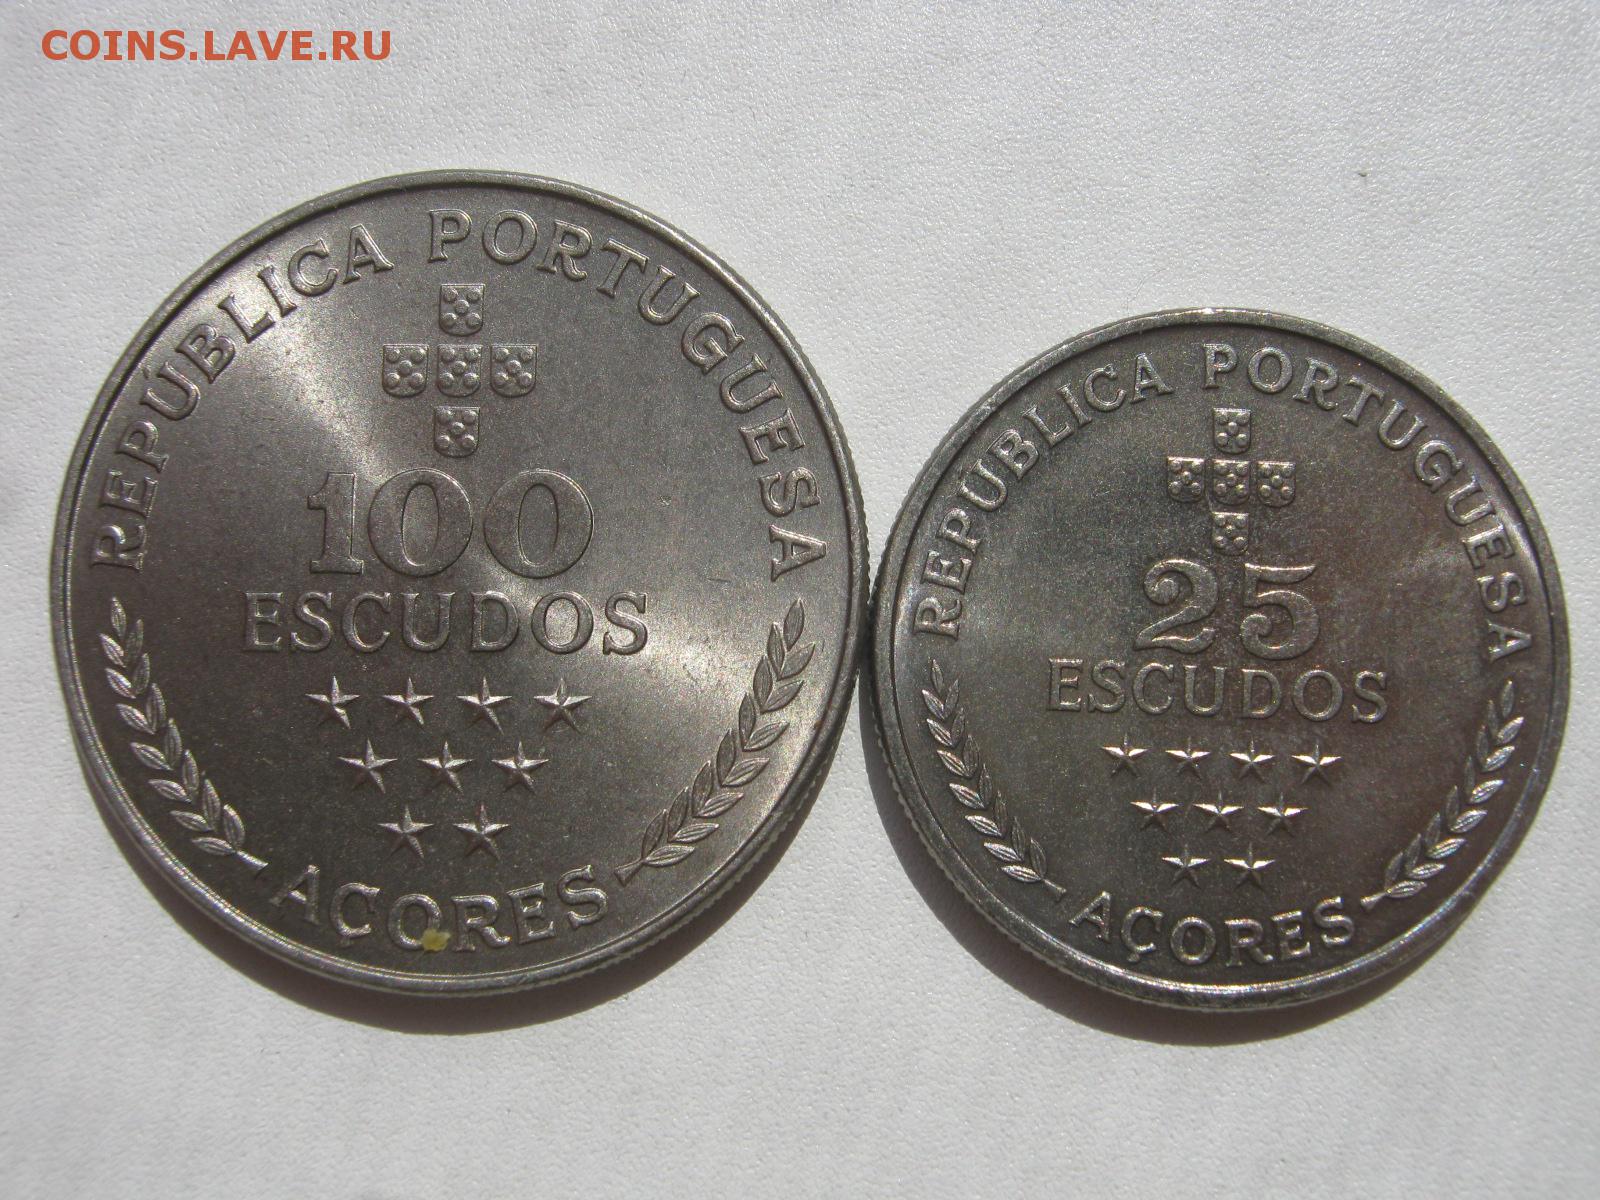 COINS.LAVE.RU
REPÚBLICA PORTUGUESA
100
ESCUDOS
AÇORES
REPÚBLICA PORTUGUESA
25
ESCUDOS
AÇORES